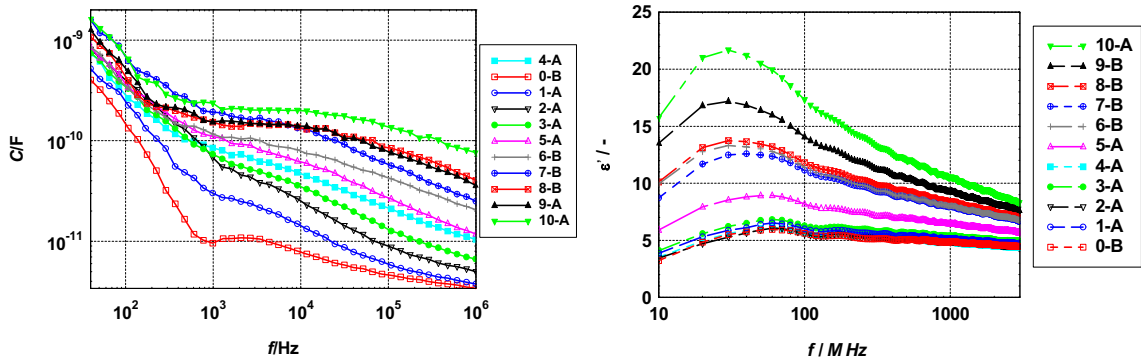 C/F
10⁻⁹
10⁻¹⁰
10⁻¹¹
10² 10³ 10⁴ 10⁵ 10⁶
f/Hz
4-A
0-B
1-A
2-A
3-A
5-A
6-B
7-B
8-B
9-A
10-A
ε' / -
25
20
15
10
5
0
10 100 1000
f / MHz
10-A
9-B
8-B
7-B
6-B
5-A
4-A
3-A
2-A
1-A
0-B